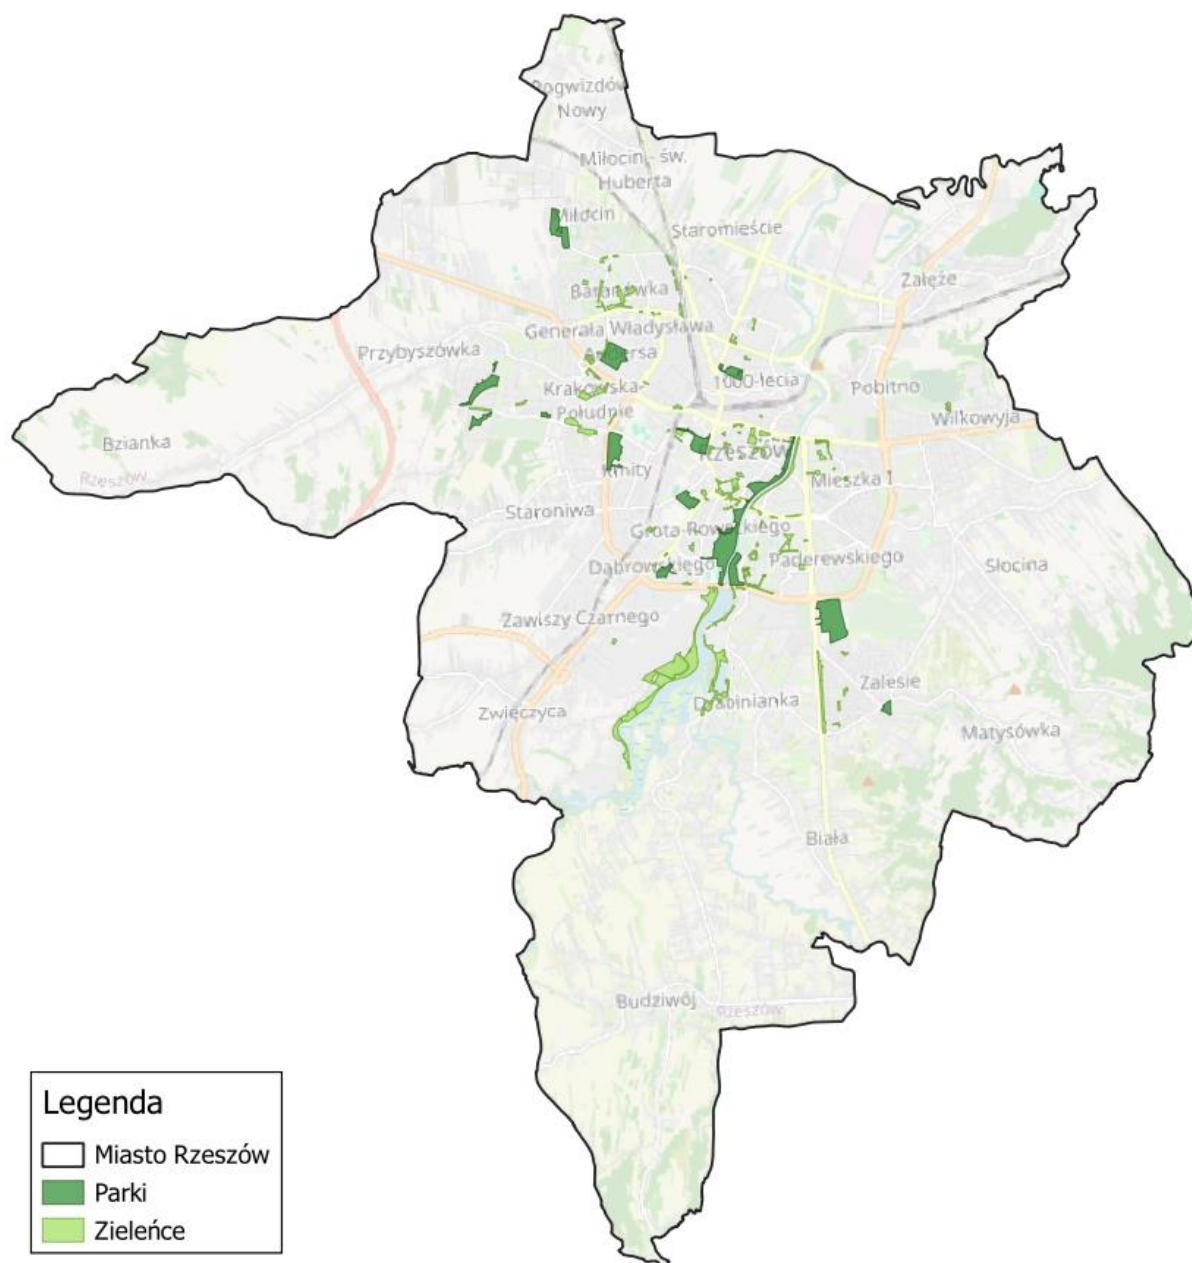 Rogwizdów
Nowy
Miłocin - św.
Huberta
Miłocin
Staromieście
Załęże
Baranówka
Generała Władysława
Andersa
Przybyszówka
1000-lecia
Pobitno
Krakowska-
Południe
Wilkowyja
Bzianka
Rzeszów
Rzeszów
Kmity
Mieszka I
Staroniwa
Grota-Roweckiego
Dąbrowskiego
Paderewskiego
Słocina
Zawiszy Czarnego
Zalesie
Zwięczyca
Drabinianka
Matysówka
Biała
Budziwój
Rzeszów
Legenda
Miasto Rzeszów
Parki
Zieleńce